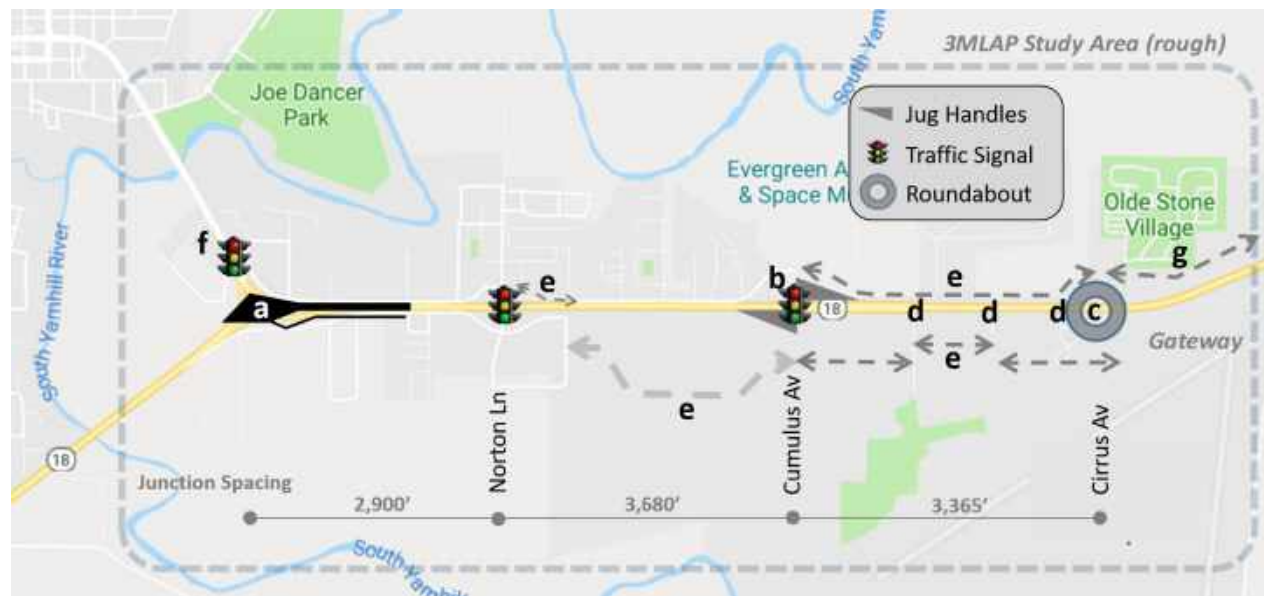 3MLAP Study Area (rough)
South Yam
Joe Dancer
Park
Jug Handles
Traffic Signal
Roundabout
Evergreen A
& Space M
Olde Stone
Village
South Yamhill River
f
g
b
e
e
a
18
d
d
d
c
Gateway
e
e
18
Norton Ln
Cumulus Av
Cirrus Av
Junction Spacing
2,900’
3,680’
3,365’
South Yamhill